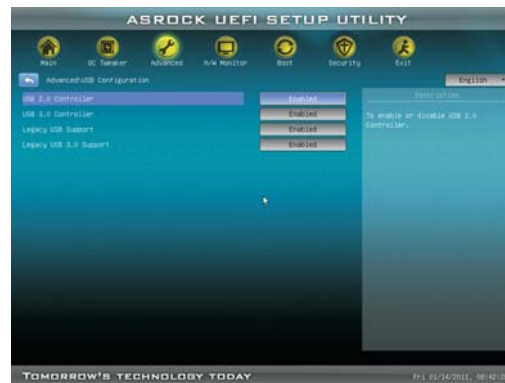 ASROCK UEFI SETUP UTILITY
Main OC Tweaker Advanced H/W Monitor Boot Security Exit
Advanced\USB Configuration English
USB 2.0 Controller Enabled
USB 3.0 Controller Enabled
Legacy USB Support Enabled
Legacy USB 3.0 Support Enabled
Description
To enable or disable USB 2.0
Controller.
TOMORROW'S TECHNOLOGY TODAY Fri 01/14/2011,